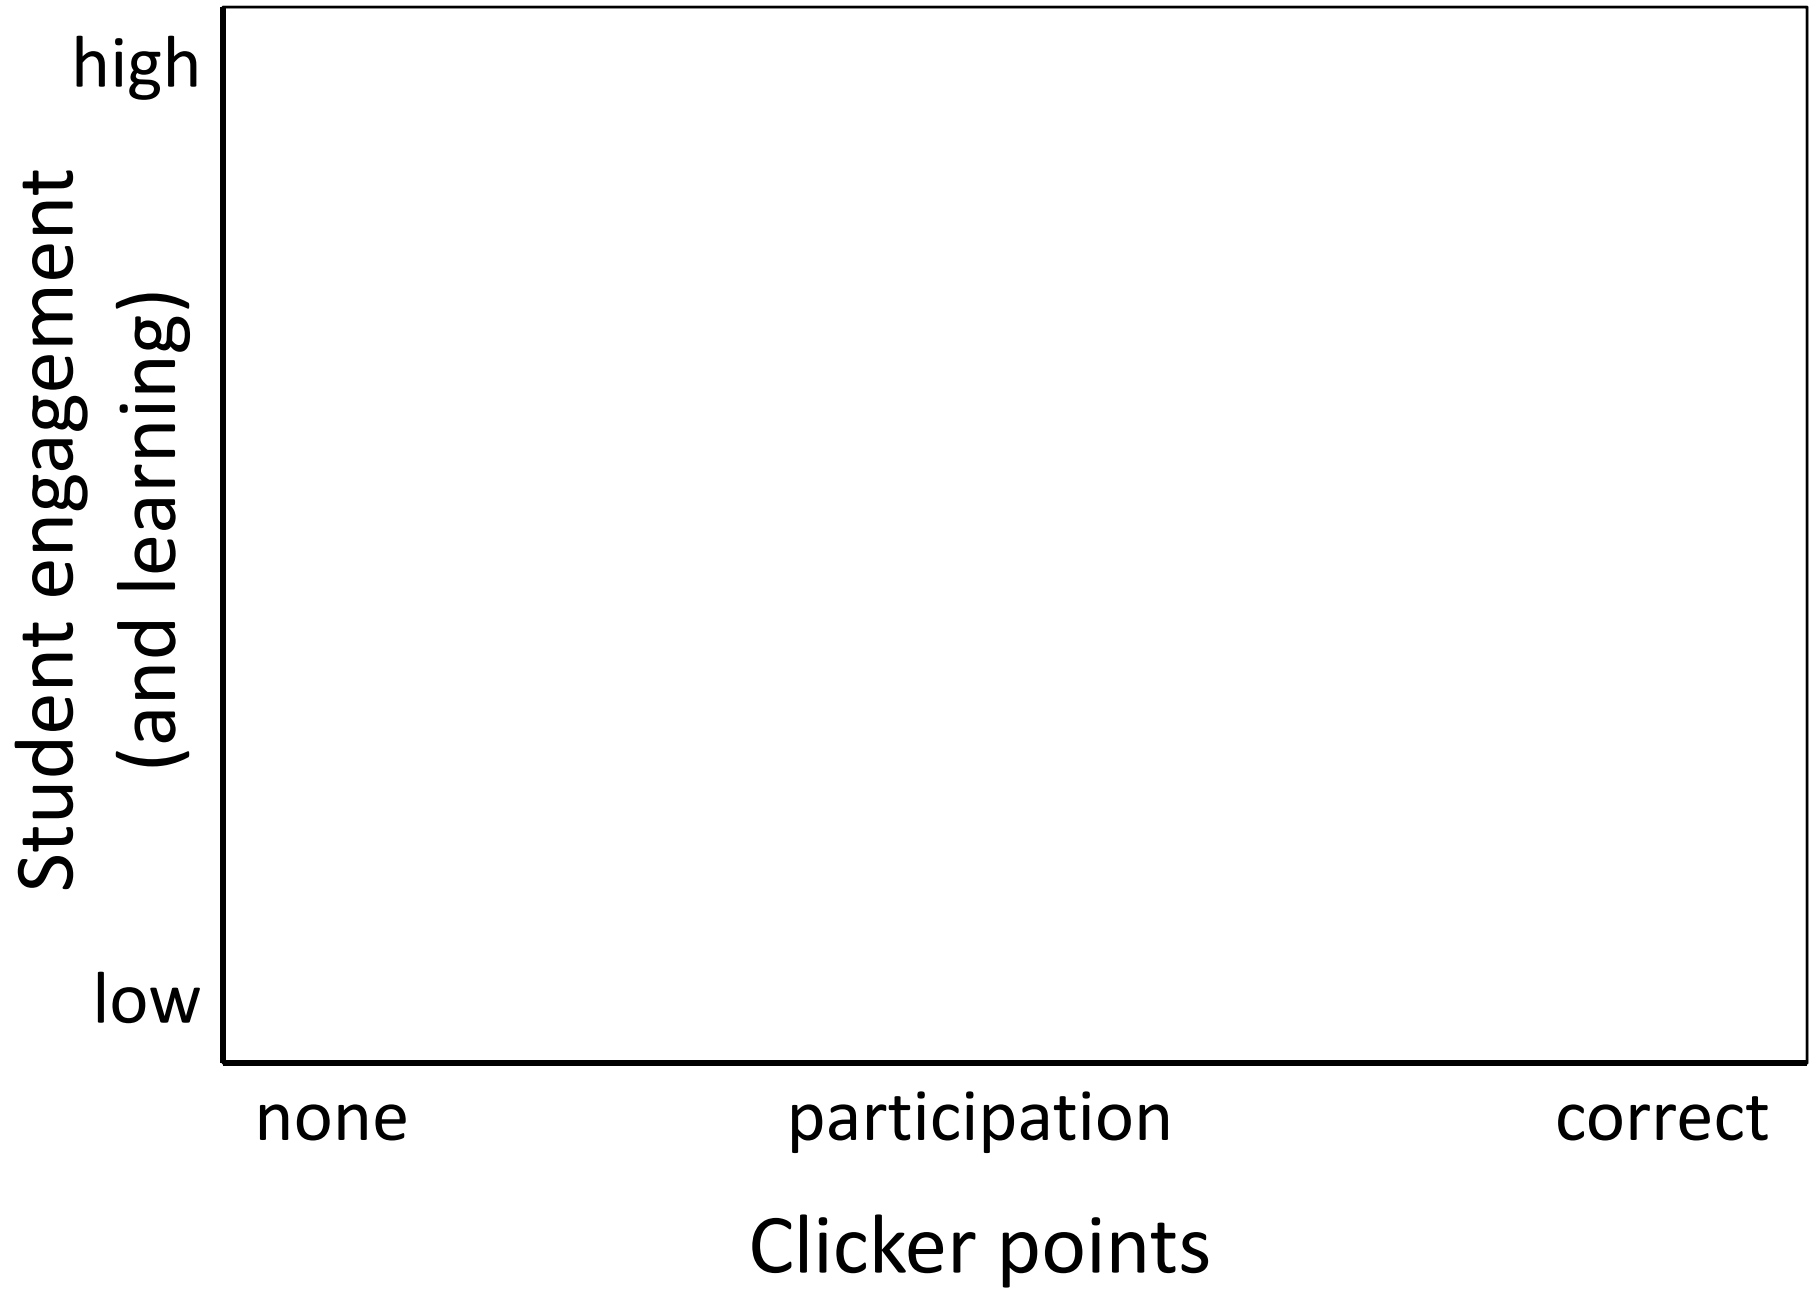 high
Student engagement
(and learning)
low
none participation correct
Clicker points